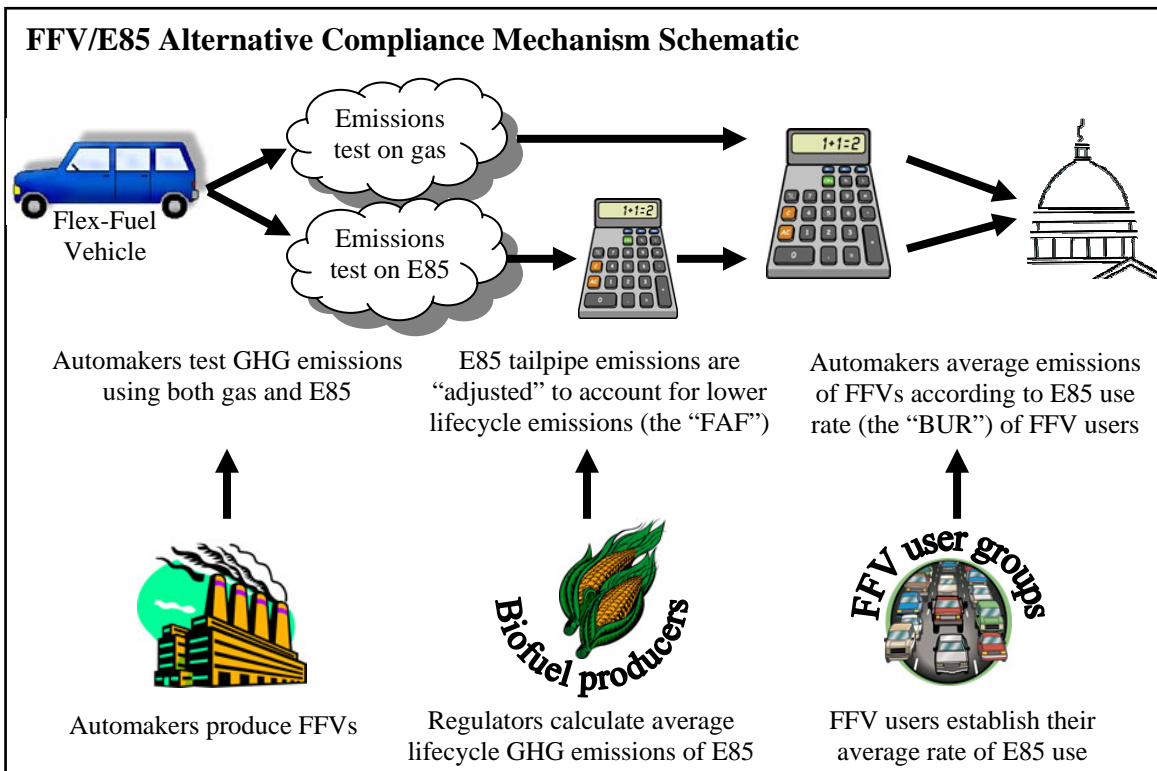 FFV/E85 Alternative Compliance Mechanism Schematic
Emissions
test on gas
1+1=2
Flex-Fuel
Vehicle
Emissions
test on E85
1+1=2
Automakers test GHG emissions
using both gas and E85
E85 tailpipe emissions are
“adjusted” to account for lower
lifecycle emissions (the “FAF”)
Automakers average emissions
of FFVs according to E85 use
rate (the “BUR”) of FFV users
Biofuel producers
FFV user groups
Automakers produce FFVs
Regulators calculate average
lifecycle GHG emissions of E85
FFV users establish their
average rate of E85 use